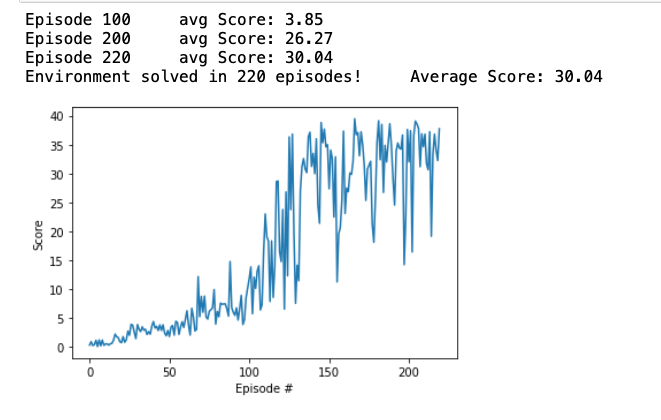 Episode 100 avg Score: 3.85
Episode 200 avg Score: 26.27
Episode 220 avg Score: 30.04
Environment solved in 220 episodes! Average Score: 30.04
40
35
30
25
20
15
10
5
0
Score
0 50 100 150 200
Episode #